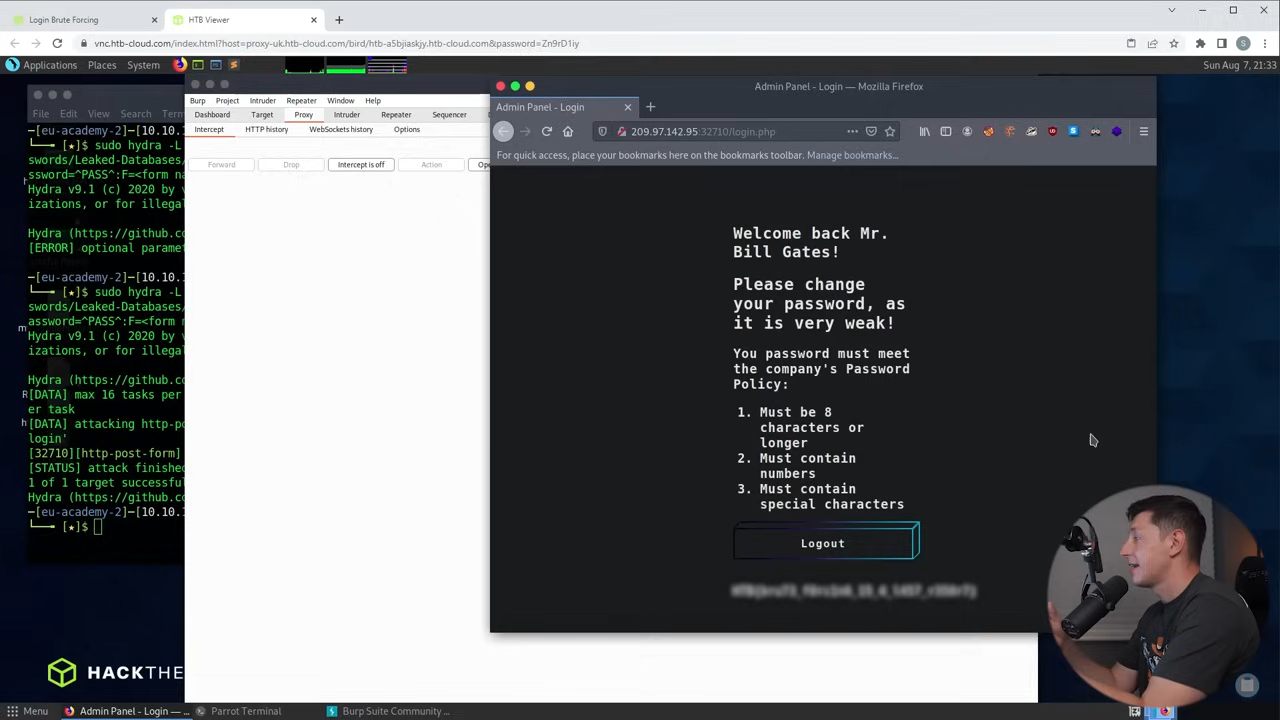 Login Brute Forcing
HTB Viewer
vnc.htb-cloud.com/index.html?host=proxy-uk.htb-cloud.com/bird/htb-a5bjiaskjy.htb-cloud.com&password=Zn9rD1iy
Applications Places System
Sun Aug 7, 21:33
File Edit View Search Term
─[eu-academy-2]─[10.10.1
[★]$ sudo hydra -L
swords/Leaked-Databases/
ssword=^PASS^:F=<form na
Hydra v9.1 (c) 2020 by v
izations, or for illegal
Hydra (https://github.co
[ERROR] optional paramet
─[eu-academy-2]─[10.10.1
[★]$ sudo hydra -L
swords/Leaked-Databases/
assword=^PASS^:F=<form n
Hydra v9.1 (c) 2020 by v
izations, or for illegal
Hydra (https://github.co
[DATA] max 16 tasks per
er task
[DATA] attacking http-po
login'
[32710][http-post-form]
[STATUS] attack finished
1 of 1 target successful
Hydra (https://github.co
─[eu-academy-2]─[10.10.1
[★]$
Burp Project Intruder Repeater Window Help
Dashboard Target Proxy Intruder Repeater Sequencer
Intercept HTTP history WebSockets history Options
Forward Drop Intercept is off Action Ope
Admin Panel - Login — Mozilla Firefox
Admin Panel - Login
209.97.142.95:32710/login.php
For quick access, place your bookmarks here on the bookmarks toolbar. Manage bookmarks...
Welcome back Mr.
Bill Gates!
Please change
your password, as
it is very weak!
You password must meet
the company's Password
Policy:
1. Must be 8
characters or
longer
2. Must contain
numbers
3. Must contain
special characters
Logout
HACKTHE
Menu
Admin Panel - Login — ...
Parrot Terminal
Burp Suite Community ...